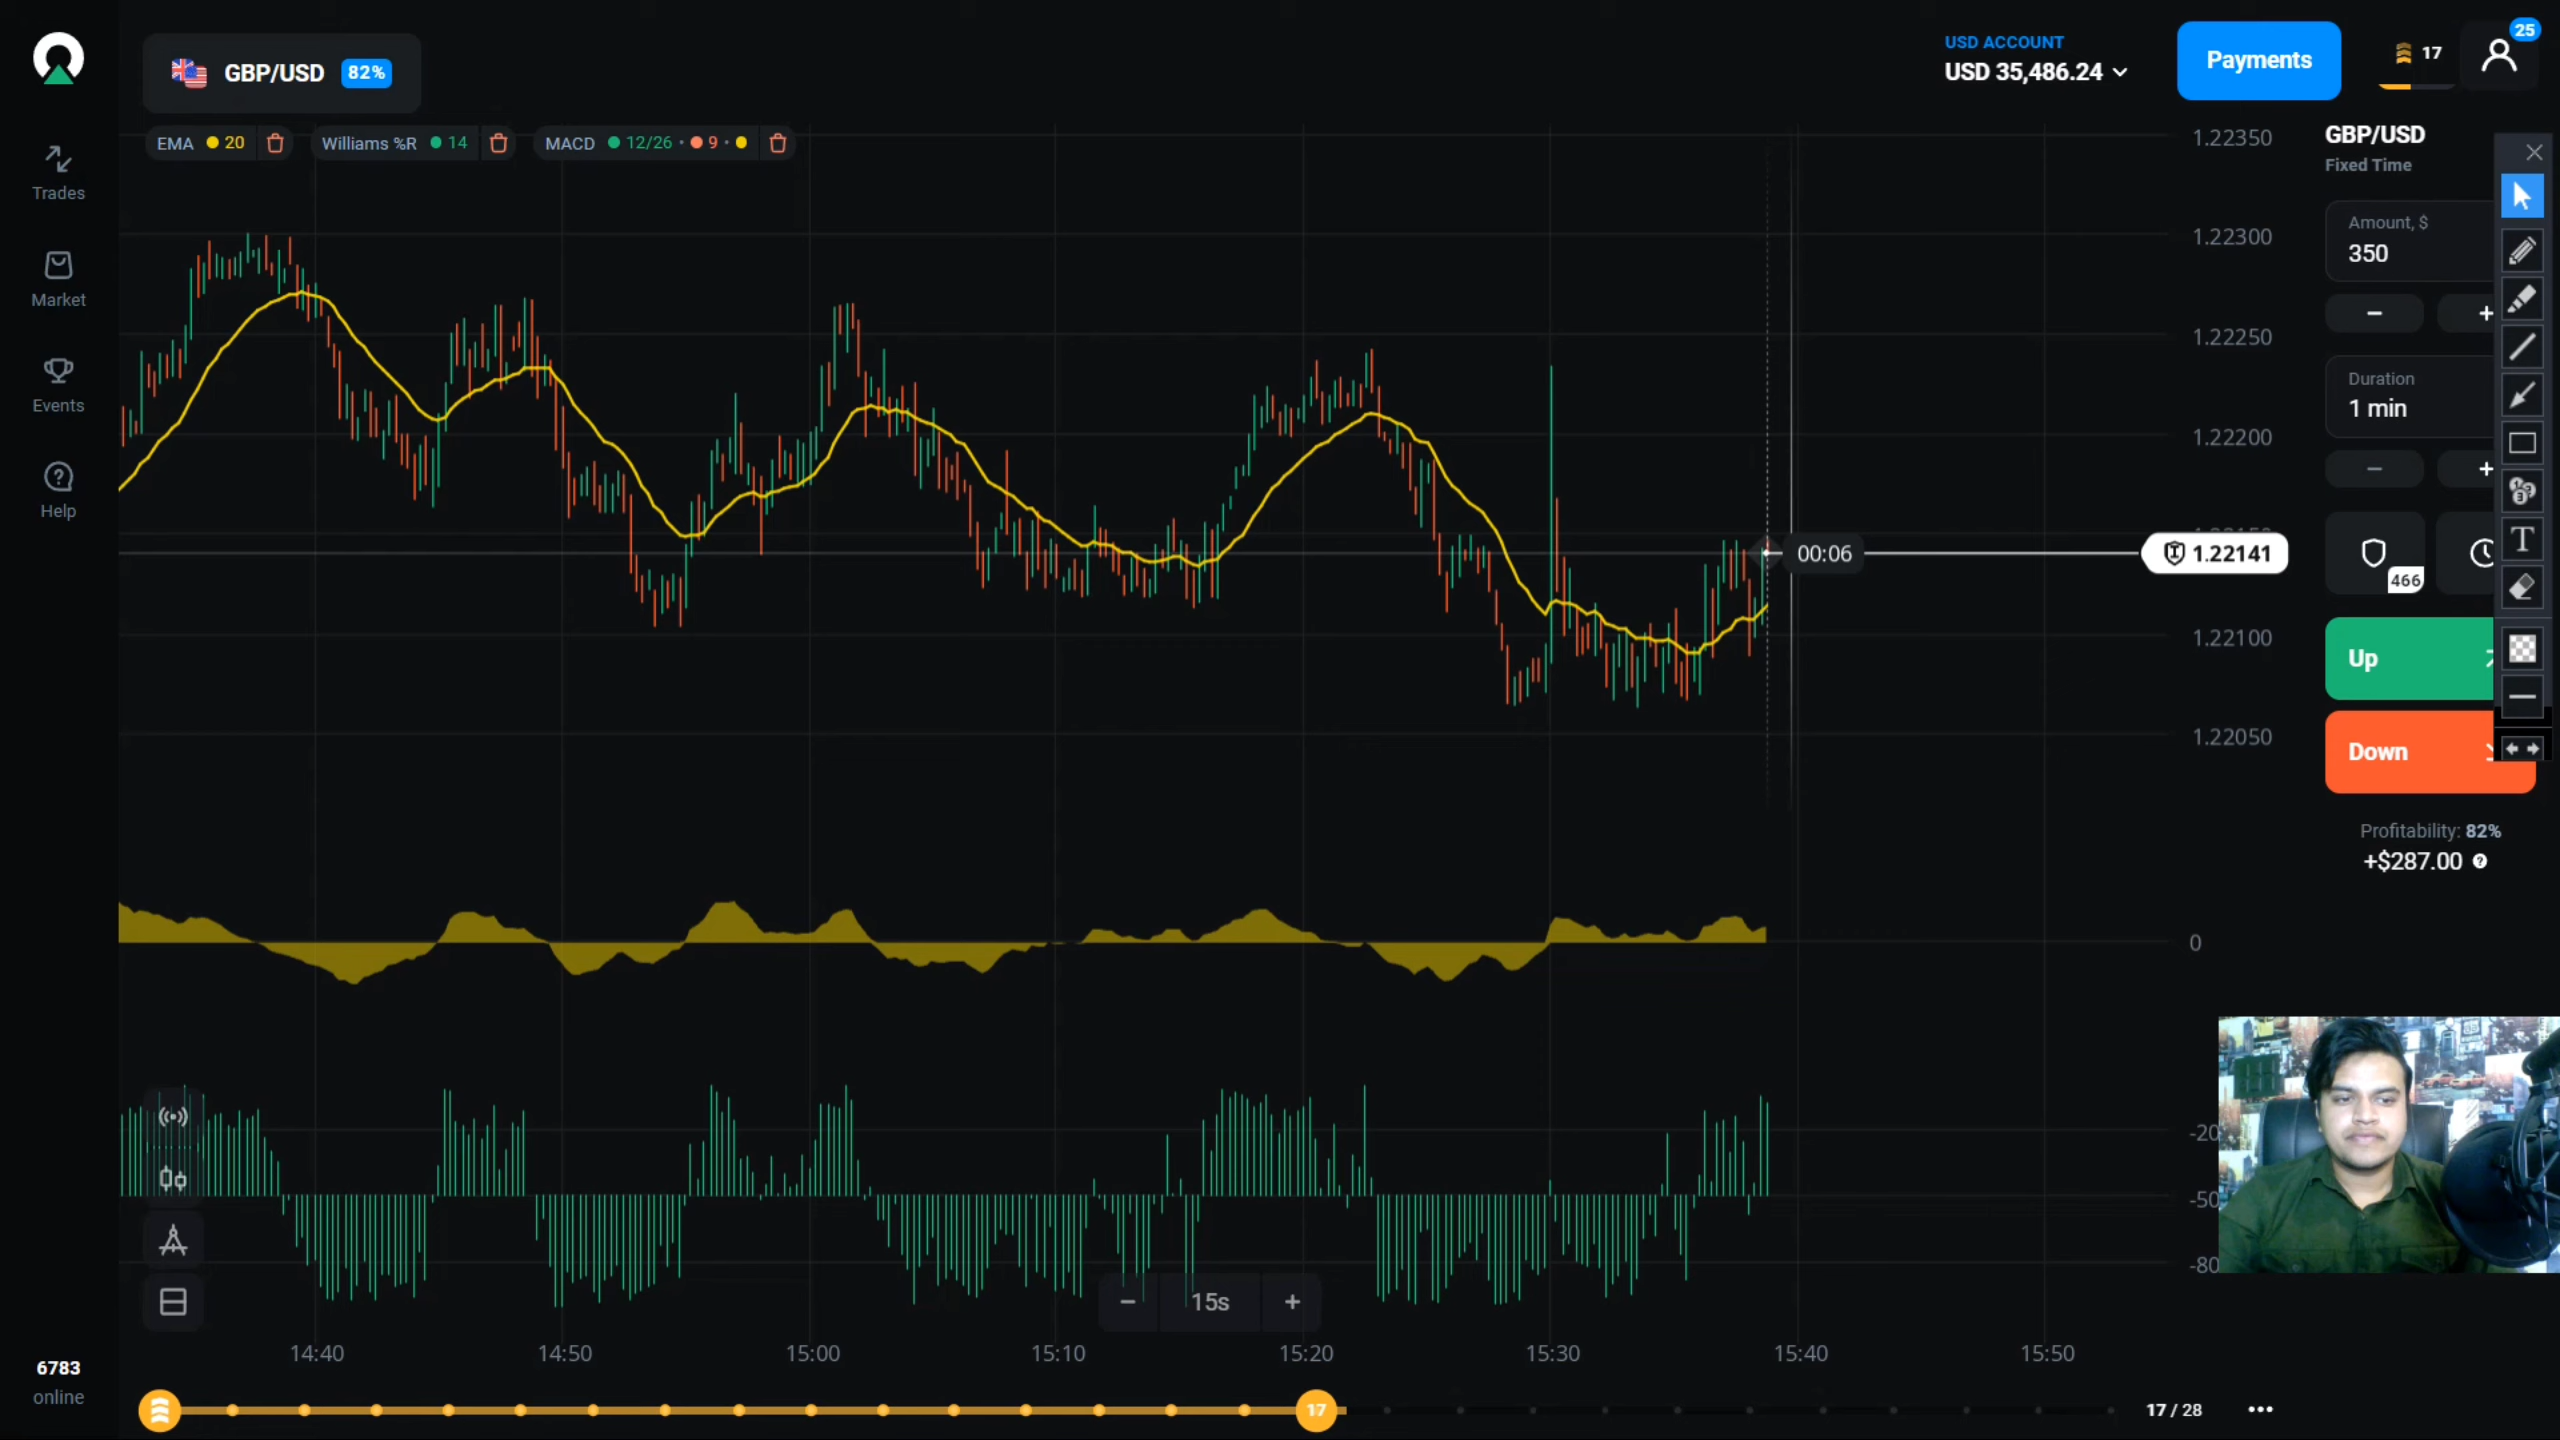 GBP/USD 82%
USD ACCOUNT
USD 35,486.24
Payments
17
25
EMA 20
Williams %R 14
MACD 12/26 • 9 •
Trades
Market
Events
Help
6783
online
1.22350
1.22300
1.22250
1.22200
1.22100
1.22050
00:06
1.22141
0
-20
-50
-80
GBP/USD
Fixed Time
Amount, $
350
− +
Duration
1 min
− +
466
T
Up
Down
Profitability: 82%
+$287.00
− 15s +
14:40 14:50 15:00 15:10 15:20 15:30 15:40 15:50
17
17 / 28